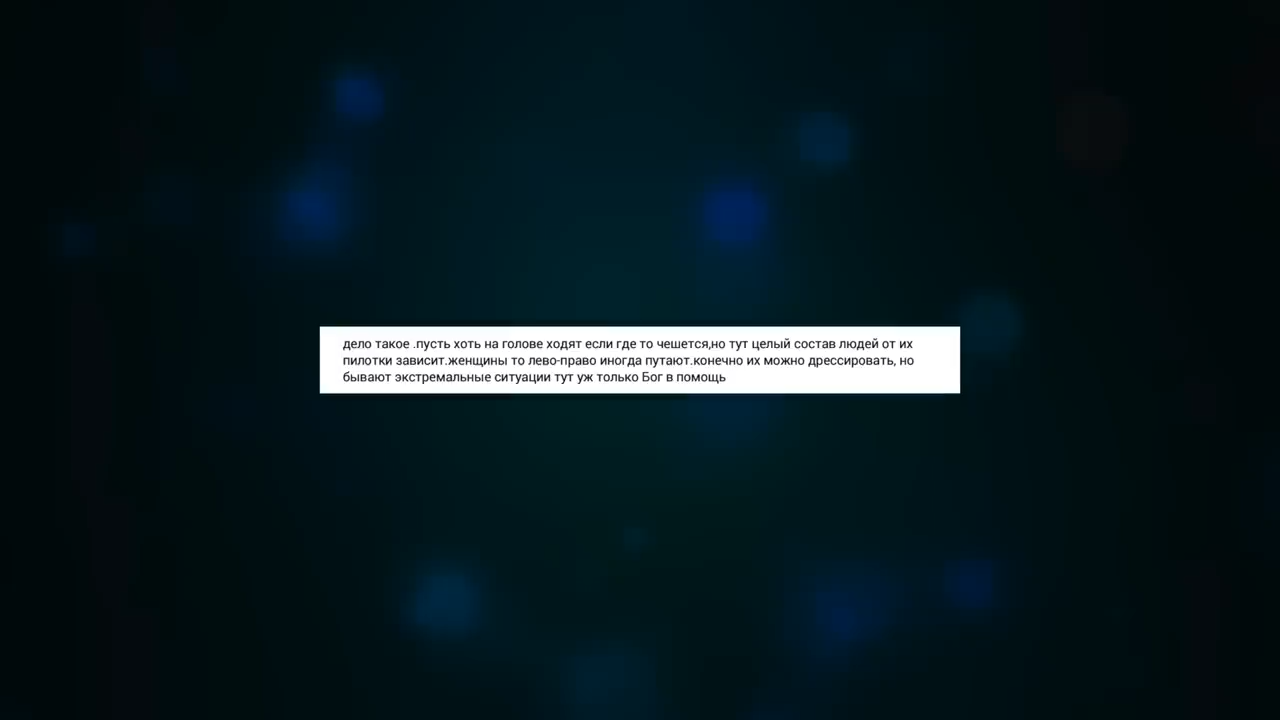 дело такое .пусть хоть на голове ходят если где то чешется,но тут целый состав людей от их
пилотки зависит.женщины то лево-право иногда путают.конечно их можно дрессировать, но
бывают экстремальные ситуации тут уж только Бог в помощь